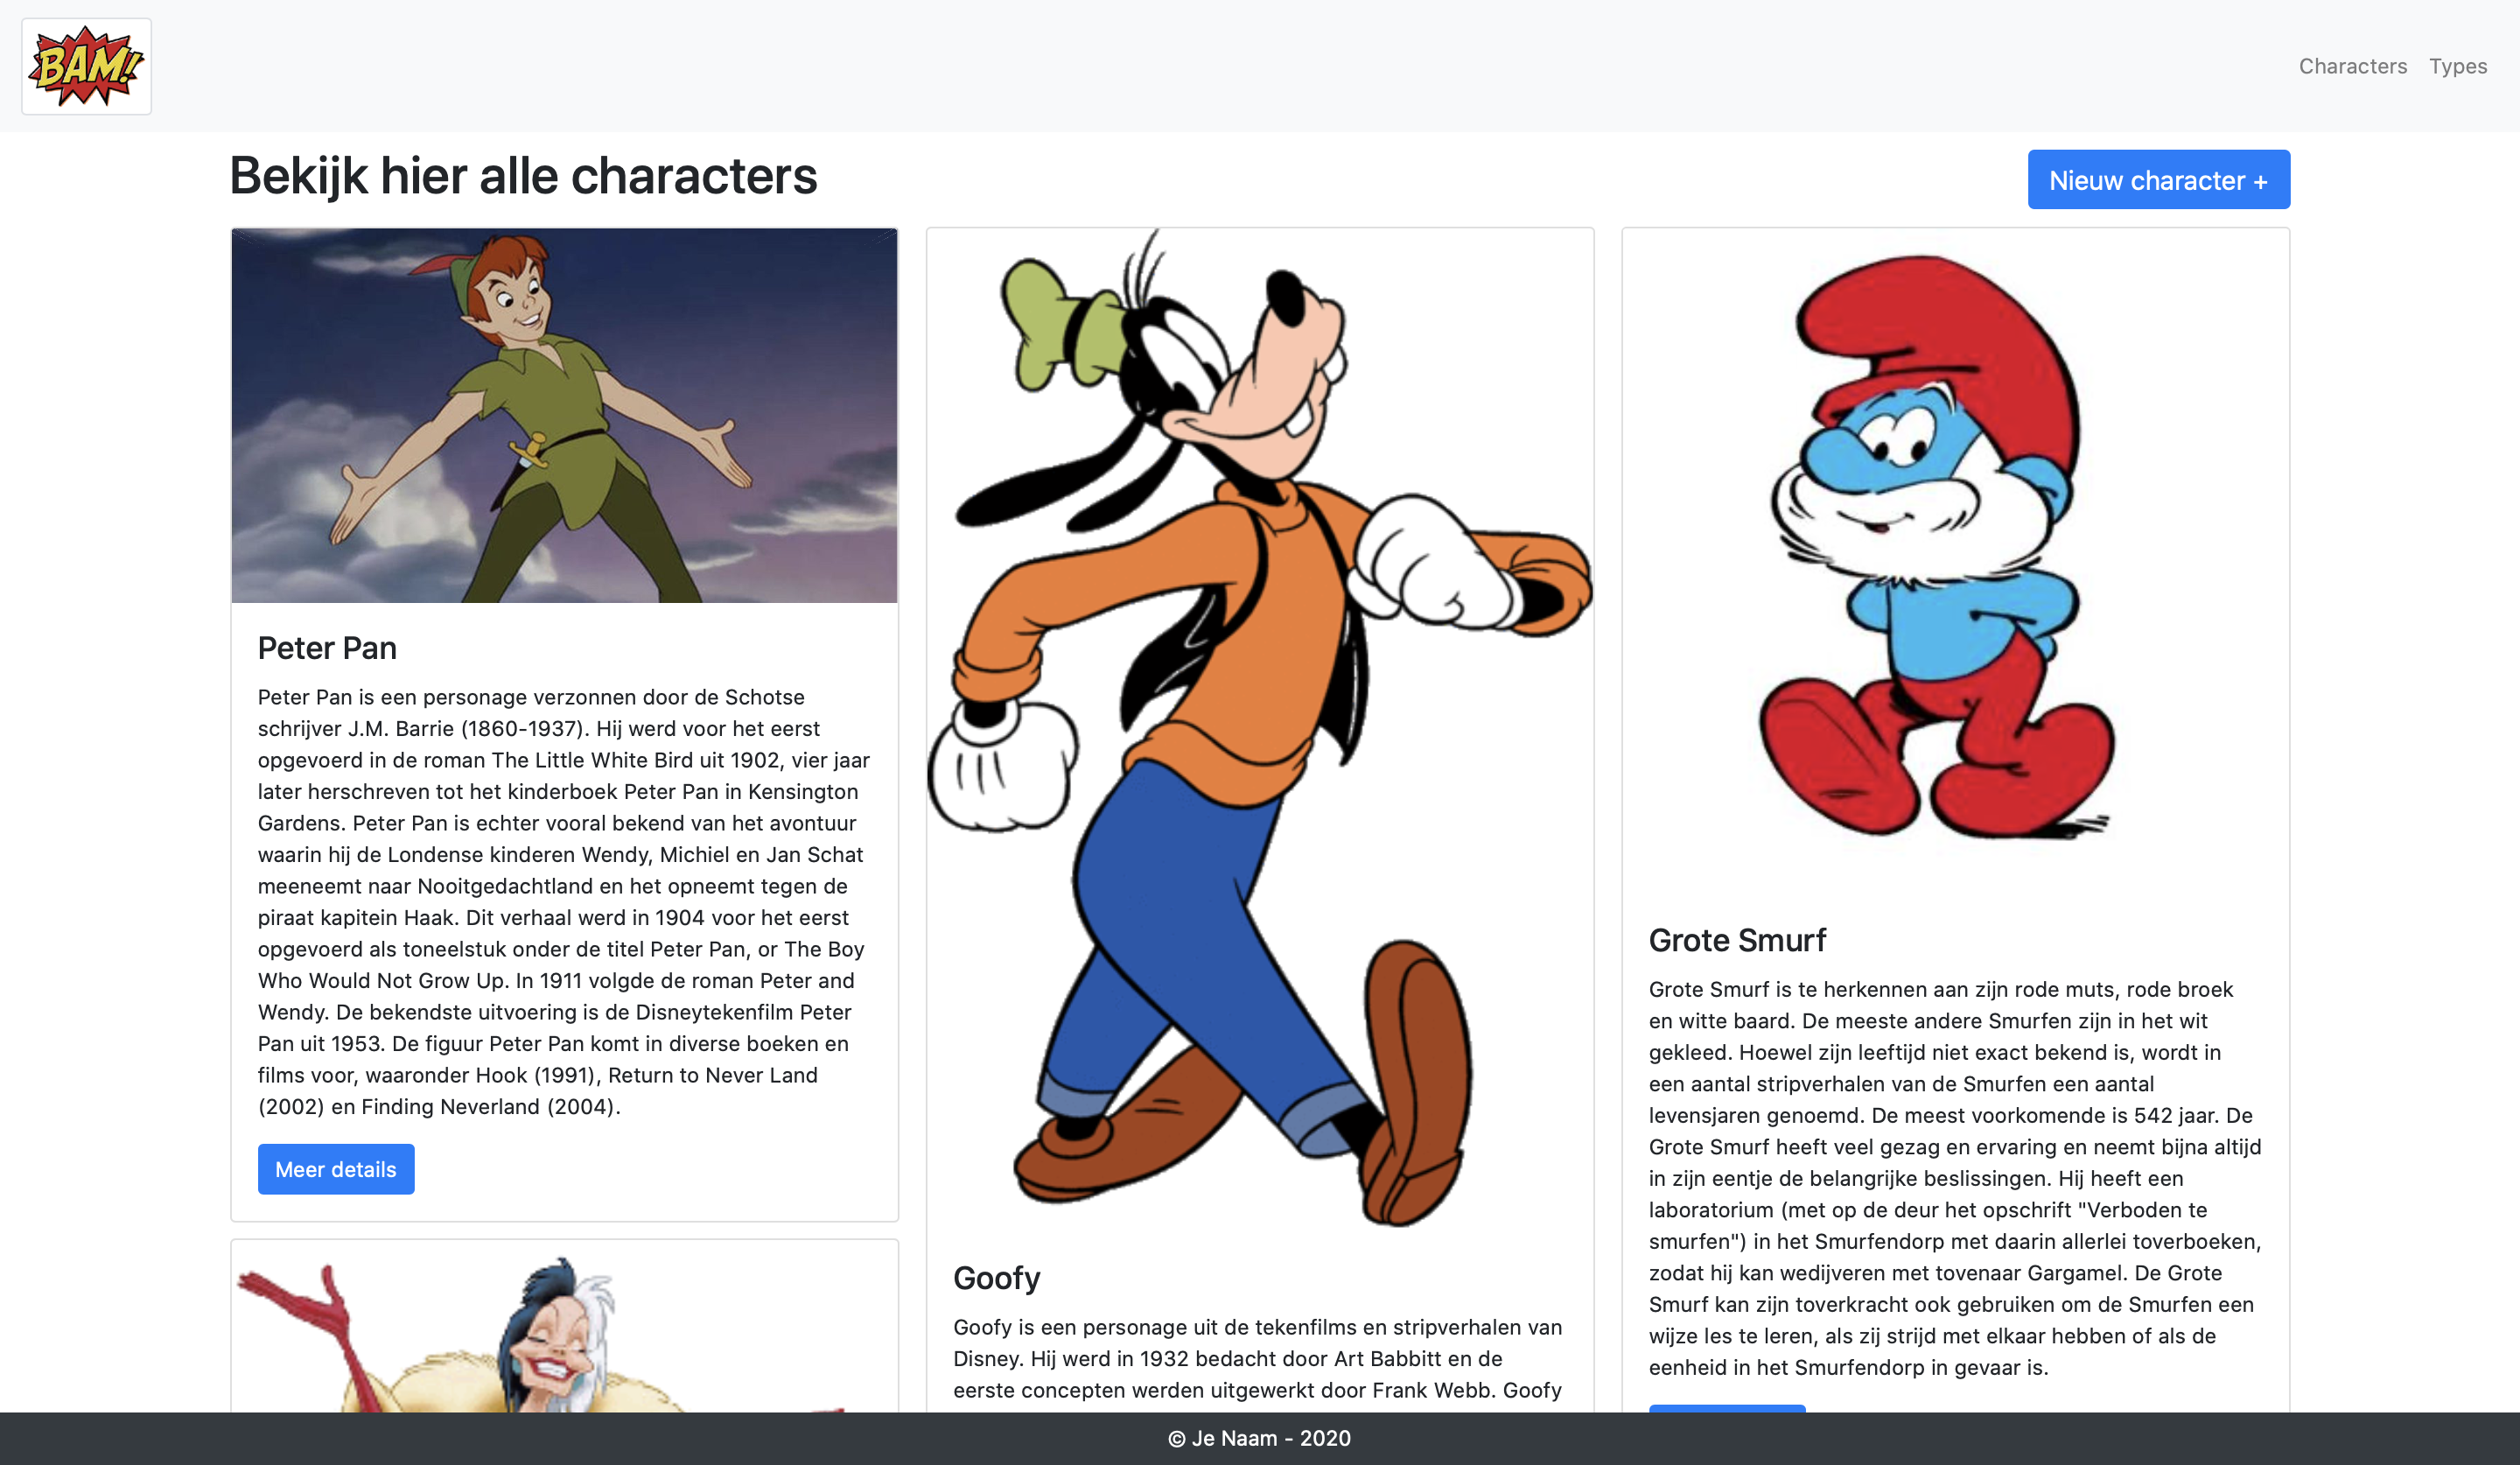 BAM!
Characters Types
Bekijk hier alle characters
Nieuw character +
Peter Pan
Peter Pan is een personage verzonnen door de Schotse
schrijver J.M. Barrie (1860-1937). Hij werd voor het eerst
opgevoerd in de roman The Little White Bird uit 1902, vier jaar
later herschreven tot het kinderboek Peter Pan in Kensington
Gardens. Peter Pan is echter vooral bekend van het avontuur
waarin hij de Londense kinderen Wendy, Michiel en Jan Schat
meeneemt naar Nooitgedachtland en het opneemt tegen de
piraat kapitein Haak. Dit verhaal werd in 1904 voor het eerst
opgevoerd als toneelstuk onder de titel Peter Pan, or The Boy
Who Would Not Grow Up. In 1911 volgde de roman Peter and
Wendy. De bekendste uitvoering is de Disneytekenfilm Peter
Pan uit 1953. De figuur Peter Pan komt in diverse boeken en
films voor, waaronder Hook (1991), Return to Never Land
(2002) en Finding Neverland (2004).
Meer details
Goofy
Goofy is een personage uit de tekenfilms en stripverhalen van
Disney. Hij werd in 1932 bedacht door Art Babbitt en de
eerste concepten werden uitgewerkt door Frank Webb. Goofy
Grote Smurf
Grote Smurf is te herkennen aan zijn rode muts, rode broek
en witte baard. De meeste andere Smurfen zijn in het wit
gekleed. Hoewel zijn leeftijd niet exact bekend is, wordt in
een aantal stripverhalen van de Smurfen een aantal
levensjaren genoemd. De meest voorkomende is 542 jaar. De
Grote Smurf heeft veel gezag en ervaring en neemt bijna altijd
in zijn eentje de belangrijke beslissingen. Hij heeft een
laboratorium (met op de deur het opschrift "Verboden te
smurfen") in het Smurfendorp met daarin allerlei toverboeken,
zodat hij kan wedijveren met tovenaar Gargamel. De Grote
Smurf kan zijn toverkracht ook gebruiken om de Smurfen een
wijze les te leren, als zij strijd met elkaar hebben of als de
eenheid in het Smurfendorp in gevaar is.
© Je Naam - 2020